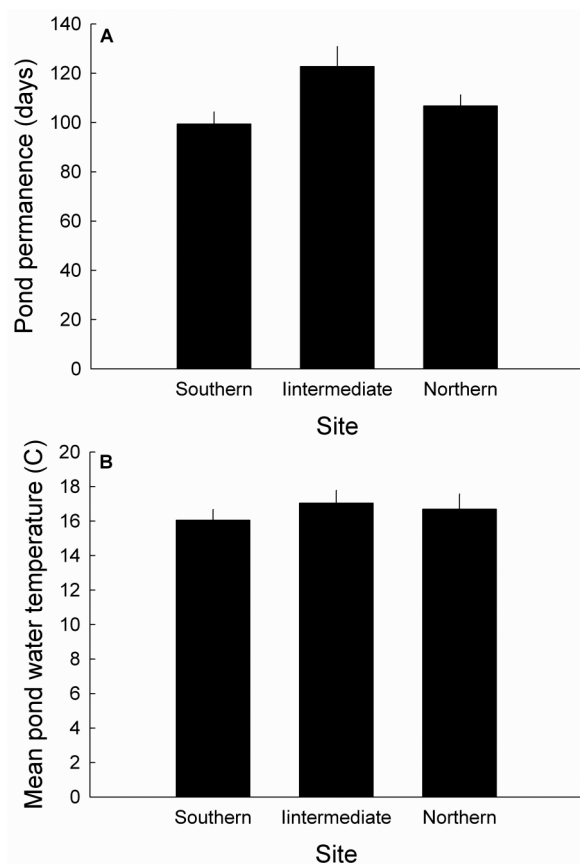 A
Pond permanence (days)
140
120
100
80
60
40
20
0
Southern Iintermediate Northern
Site
B
Mean pond water temperature (C)
20
18
16
14
12
10
8
6
4
2
0
Southern Iintermediate Northern
Site